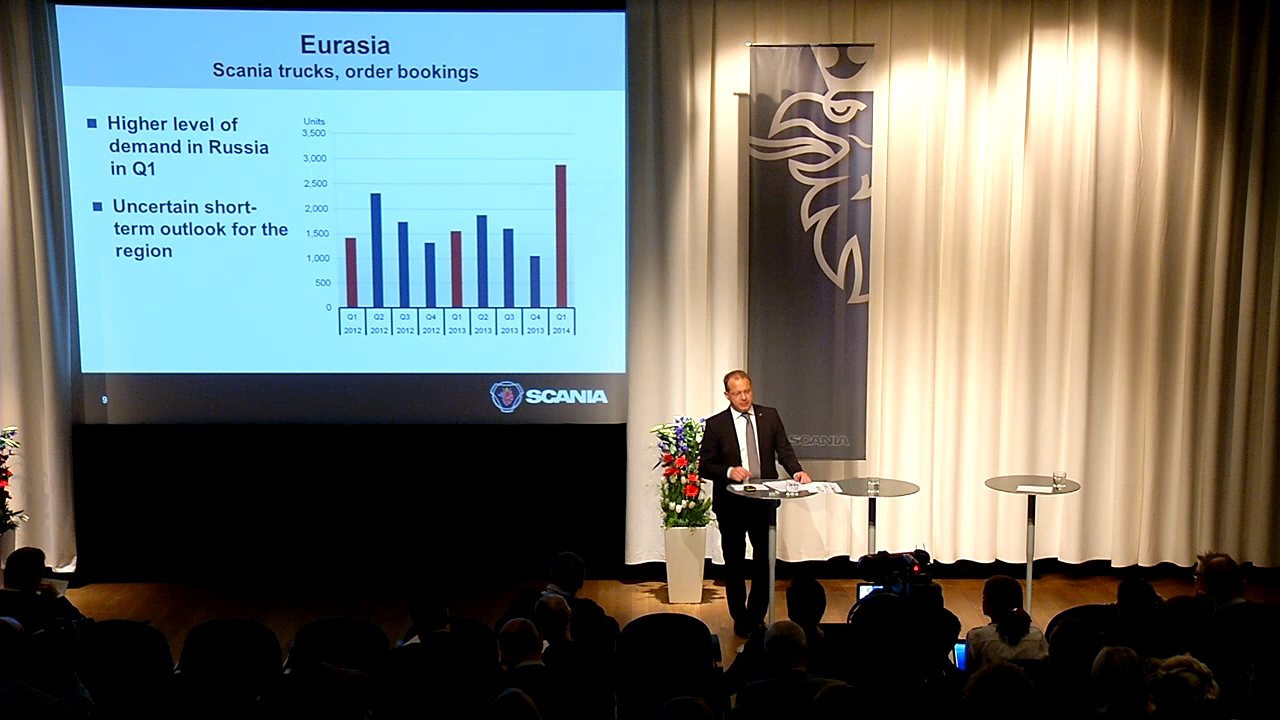 Eurasia
Scania trucks, order bookings
Higher level of
demand in Russia
in Q1
Uncertain short-
term outlook for the
region
Units
3,500
3,000
2,500
2,000
1,500
1,000
500
0
Q1 Q2 Q3 Q4 Q1 Q2 Q3 Q4 Q1
2012 2012 2012 2012 2013 2013 2013 2013 2014
9
SCANIA
SCANIA